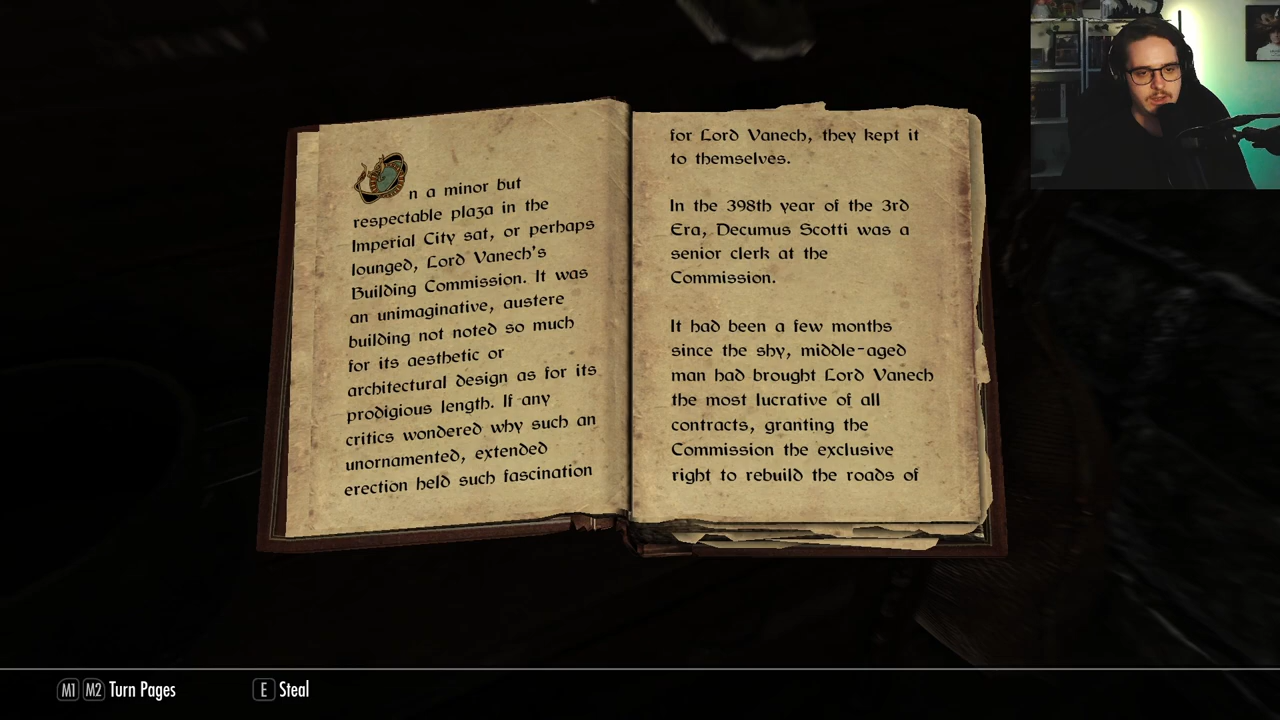 On a minor but
respectable plaza in the
Imperial City sat, or perhaps
lounged, Lord Vanech's
Building Commission. It was
an unimaginative, austere
building not noted so much
for its aesthetic or
architectural design as for its
prodigious length. If any
critics wondered why such an
unornamented, extended
erection held such fascination
for Lord Vanech, they kept it
to themselves.
In the 398th year of the 3rd
Era, Decumus Scotti was a
senior clerk at the
Commission.
It had been a few months
since the shy, middle-aged
man had brought Lord Vanech
the most lucrative of all
contracts, granting the
Commission the exclusive
right to rebuild the roads of
M1 M2 Turn Pages
E Steal